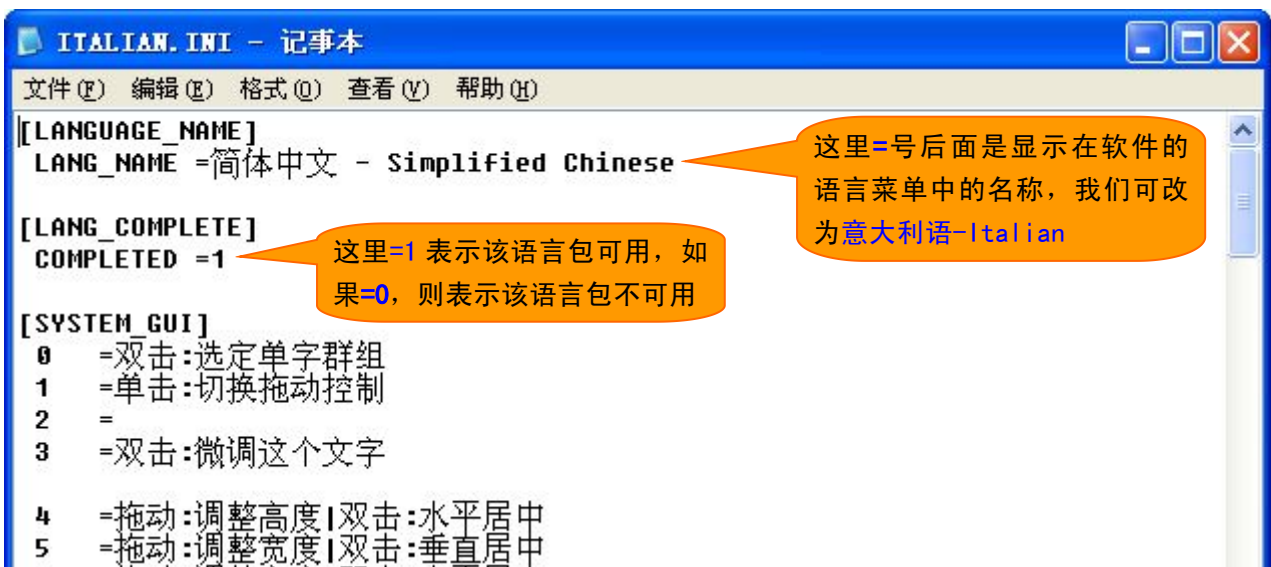 ITALIAN.INI - 记事本
文件(F) 编辑(E) 格式(O) 查看(V) 帮助(H)
[LANGUAGE_NAME]
LANG_NAME =简体中文 - Simplified Chinese
这里=号后面是显示在软件的
语言菜单中的名称，我们可改
为意大利语-Italian
[LANG_COMPLETE]
COMPLETED =1
这里=1 表示该语言包可用，如
果=0，则表示该语言包不可用
[SYSTEM_GUI]
0 =双击:选定单字群组
1 =单击:切换拖动控制
2 =
3 =双击:微调这个文字
4 =拖动:调整高度|双击:水平居中
5 =拖动:调整宽度|双击:垂直居中